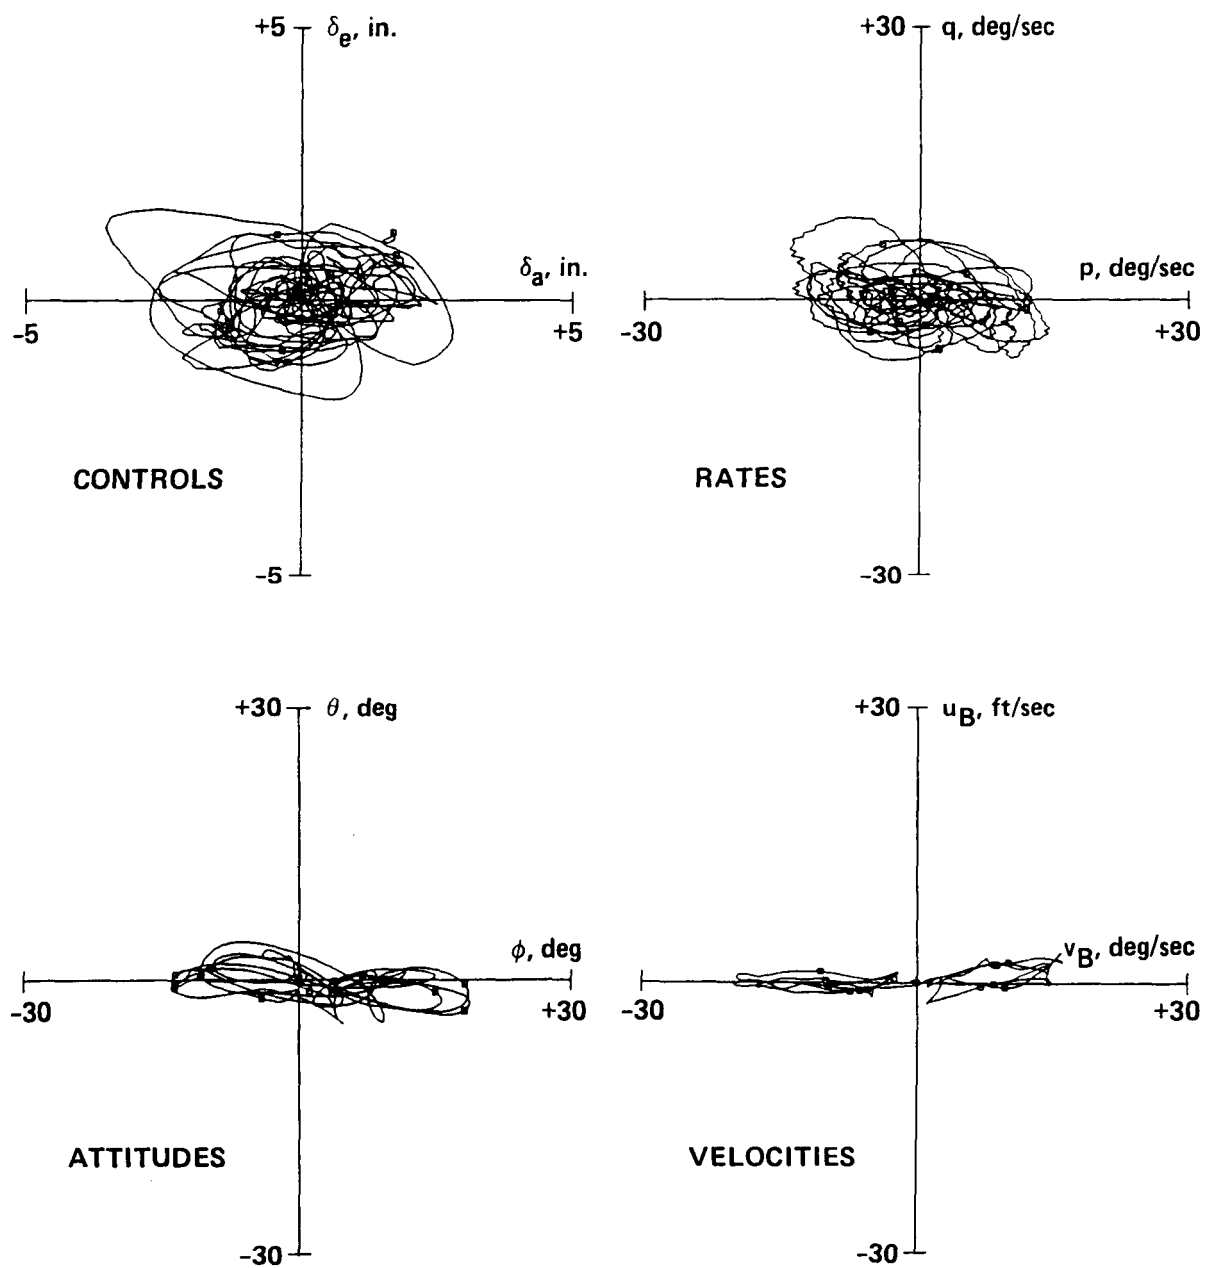 +5 δe, in.
δa, in.
-5
+5
CONTROLS
-5
+30 q, deg/sec
p, deg/sec
-30
+30
RATES
-30
+30 θ, deg
ϕ, deg
-30
+30
ATTITUDES
-30
+30 uB, ft/sec
vB, deg/sec
-30
+30
VELOCITIES
-30